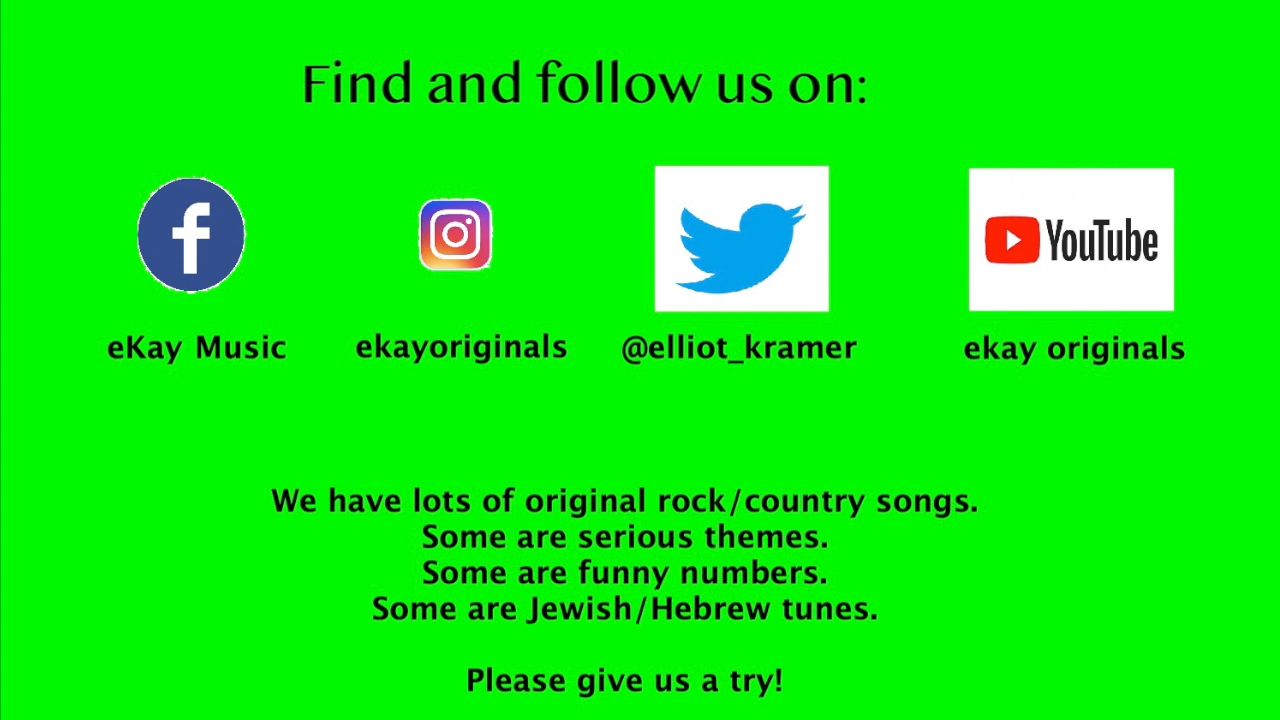 Find and follow us on:
f
YouTube
eKay Music ekayoriginals @elliot_kramer ekay originals
We have lots of original rock/country songs.
Some are serious themes.
Some are funny numbers.
Some are Jewish/Hebrew tunes.
Please give us a try!